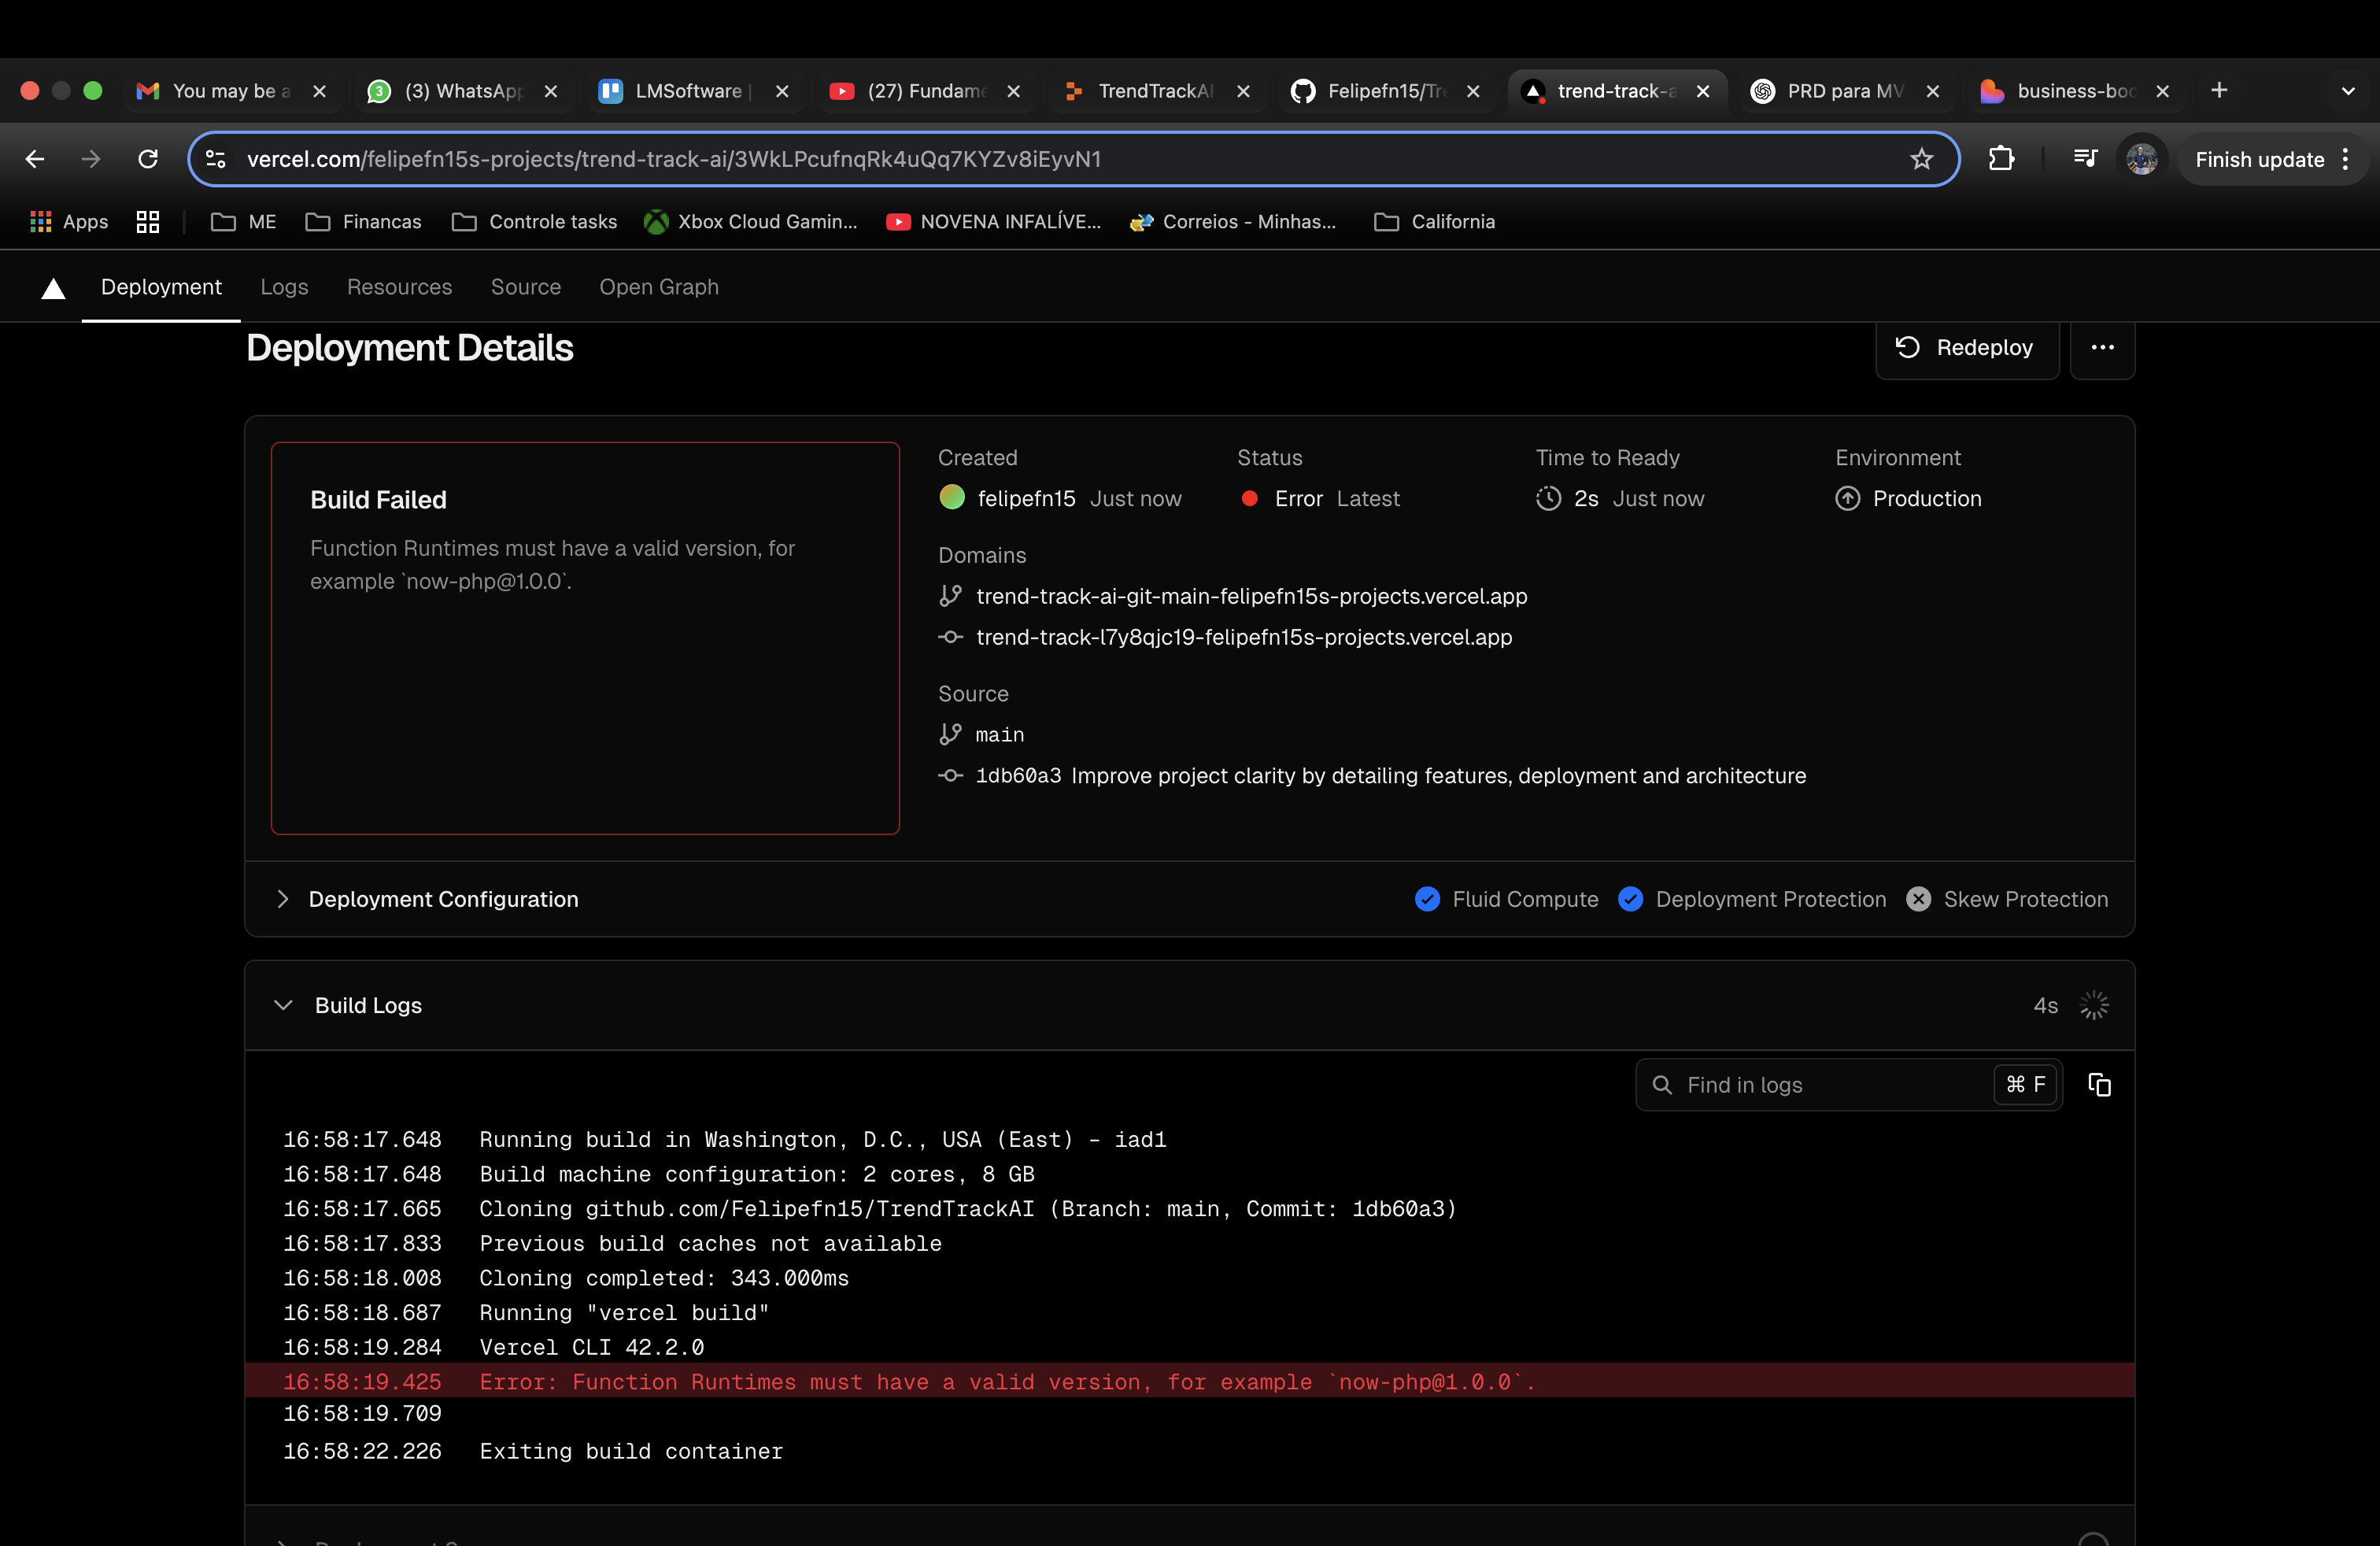 You may be a
(3) WhatsApp
LMSoftware |
(27) Fundame
TrendTrackAI
Felipefn15/Tr
trend-track-a
PRD para MV
business-boo
vercel.com/felipefn15s-projects/trend-track-ai/3WkLPcufnqRk4uQq7KYZv8iEyvN1
Finish update
Apps
ME
Financas
Controle tasks
Xbox Cloud Gamin...
NOVENA INFALÍVE...
Correios - Minhas...
California
Deployment
Logs
Resources
Source
Open Graph
Deployment Details
Redeploy
Build Failed
Function Runtimes must have a valid version, for
example `now-php@1.0.0`.
Created
felipefn15 Just now
Status
Error Latest
Time to Ready
2s Just now
Environment
Production
Domains
trend-track-ai-git-main-felipefn15s-projects.vercel.app
trend-track-l7y8qjc19-felipefn15s-projects.vercel.app
Source
main
1db60a3 Improve project clarity by detailing features, deployment and architecture
Deployment Configuration
Fluid Compute
Deployment Protection
Skew Protection
Build Logs
4s
Find in logs
⌘ F
16:58:17.648 Running build in Washington, D.C., USA (East) – iad1
16:58:17.648 Build machine configuration: 2 cores, 8 GB
16:58:17.665 Cloning github.com/Felipefn15/TrendTrackAI (Branch: main, Commit: 1db60a3)
16:58:17.833 Previous build caches not available
16:58:18.008 Cloning completed: 343.000ms
16:58:18.687 Running "vercel build"
16:58:19.284 Vercel CLI 42.2.0
16:58:19.425 Error: Function Runtimes must have a valid version, for example `now-php@1.0.0`.
16:58:19.709
16:58:22.226 Exiting build container